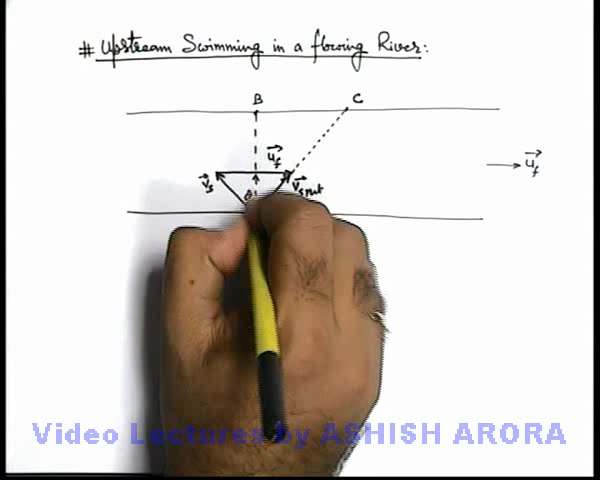 # Upstream Swimming in a flowing River:
B C
u_f
v_s v_snet
u_f
θ
Video Lectures by ASHISH ARORA